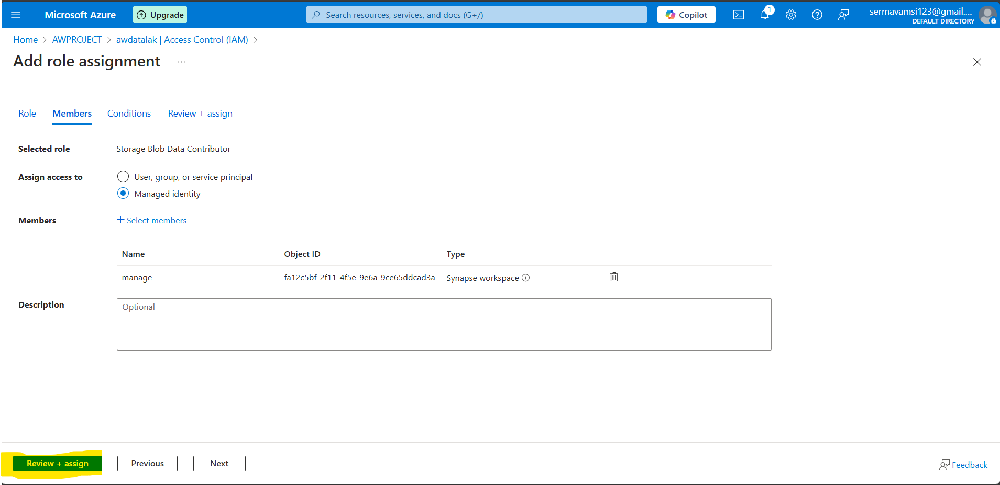 Microsoft Azure
Upgrade
Search resources, services, and docs (G+/)
Copilot
1
sermavamsi123@gmail....
DEFAULT DIRECTORY
Home > AWPROJECT > awdatalak | Access Control (IAM) >
Add role assignment ...
Role Members Conditions Review + assign
Selected role Storage Blob Data Contributor
Assign access to User, group, or service principal
Managed identity
Members + Select members
Name Object ID Type
manage fa12c5bf-2f11-4f5e-9e6a-9ce65ddcad3a Synapse workspace
Description Optional
Review + assign Previous Next Feedback